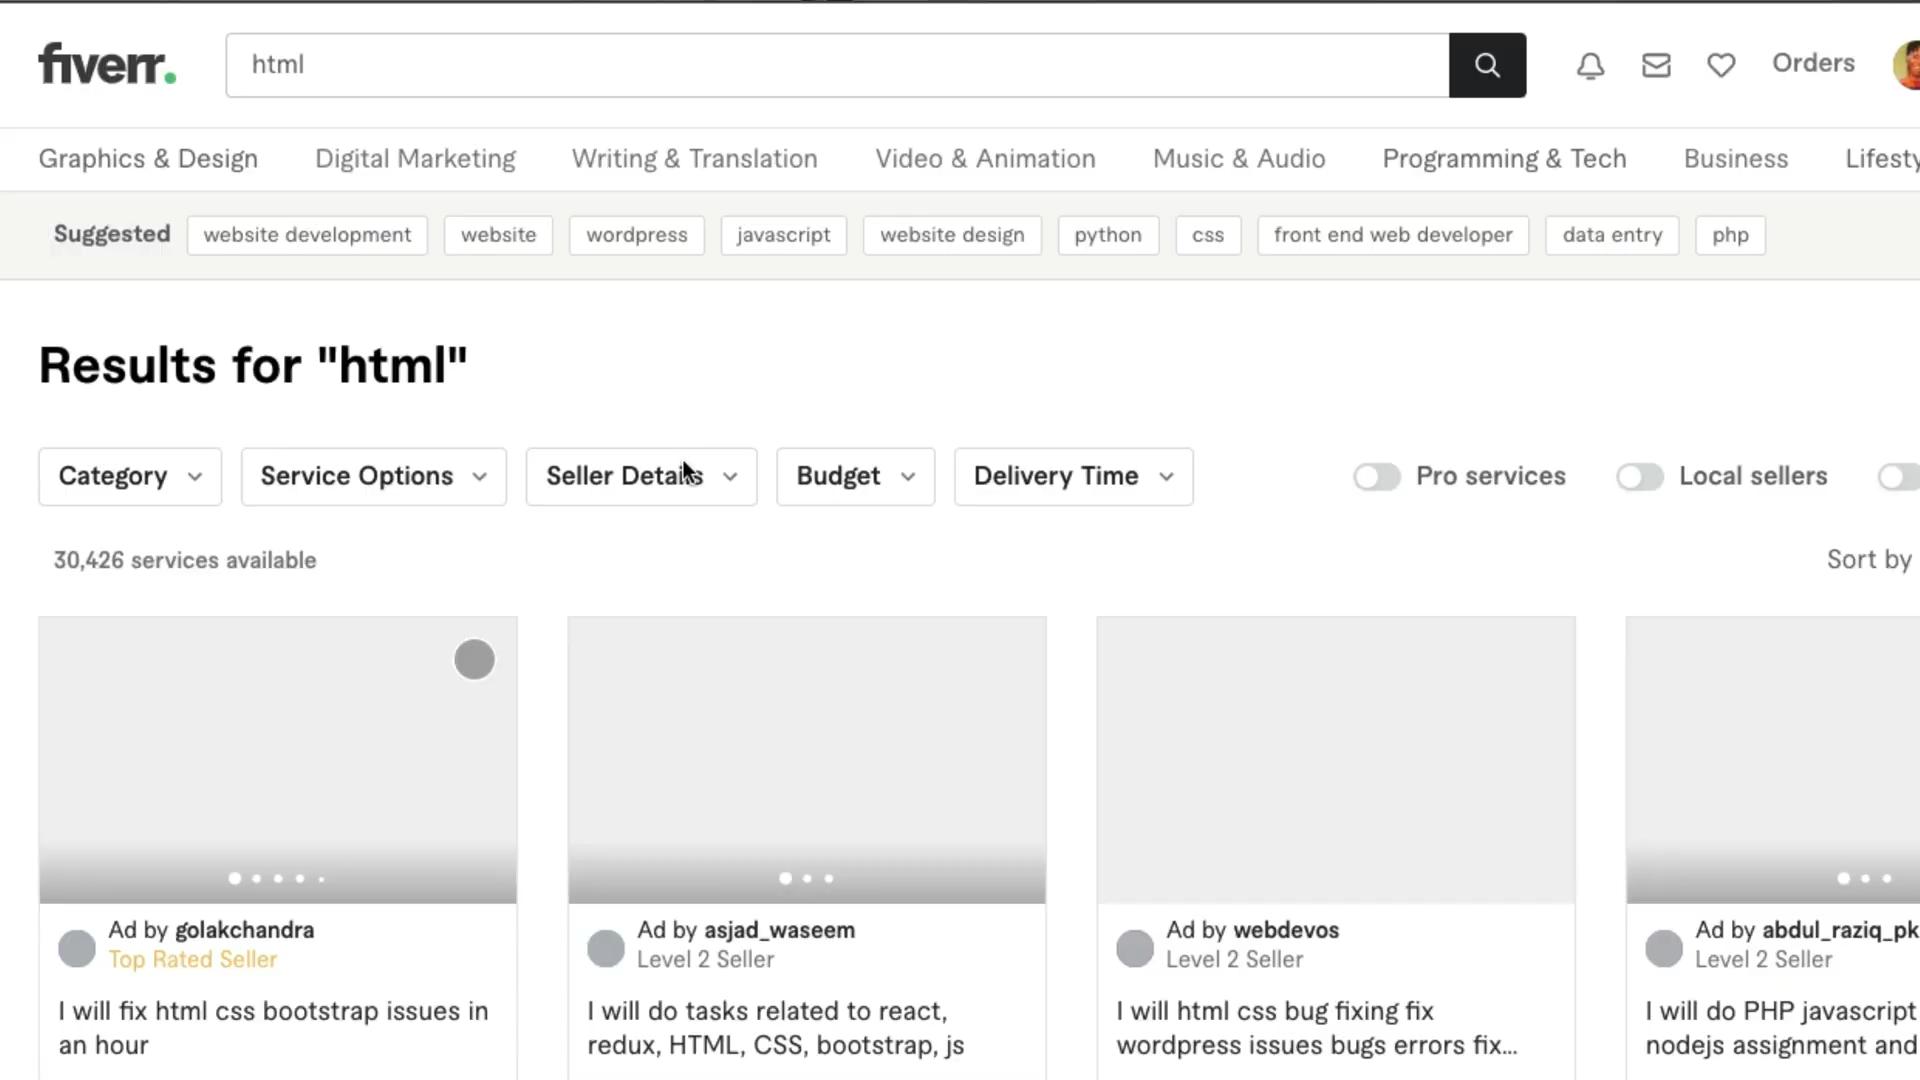 fiverr.
html
Orders
Graphics & Design Digital Marketing Writing & Translation Video & Animation Music & Audio Programming & Tech Business Lifesty
Suggested website development website wordpress javascript website design python css front end web developer data entry php
Results for "html"
Category Service Options Seller Details Budget Delivery Time Pro services Local sellers
30,426 services available
Sort by
Ad by golakchandra
Top Rated Seller
I will fix html css bootstrap issues in
an hour
Ad by asjad_waseem
Level 2 Seller
I will do tasks related to react,
redux, HTML, CSS, bootstrap, js
Ad by webdevos
Level 2 Seller
I will html css bug fixing fix
wordpress issues bugs errors fix...
Ad by abdul_raziq_pk
Level 2 Seller
I will do PHP javascript
nodejs assignment and